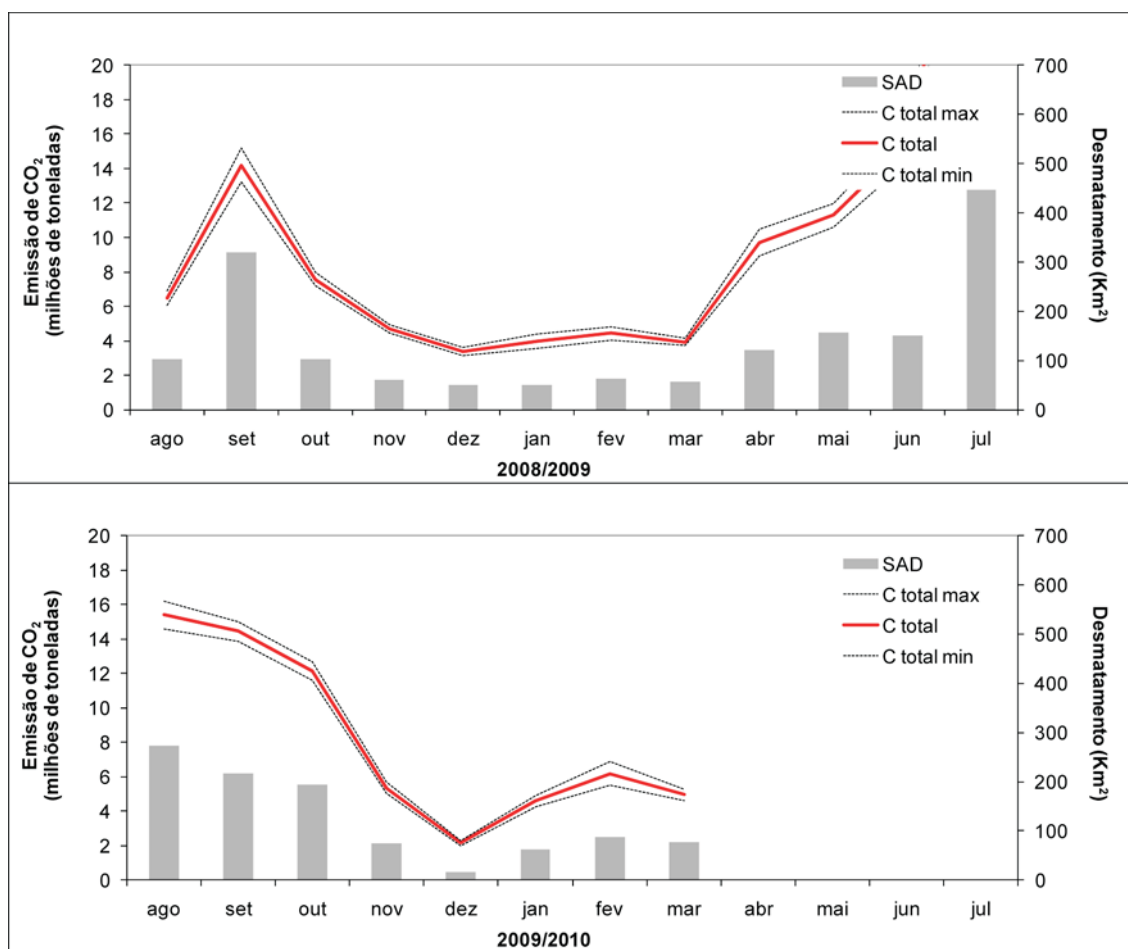 Emissão de CO₂
(milhões de toneladas)
20
18
16
14
12
10
8
6
4
2
0
SAD
C total max
C total
C total min
700
600
500
400
300
200
100
0
Desmatamento (Km²)
ago set out nov dez jan fev mar abr mai jun jul
2008/2009
Emissão de CO₂
(milhões de toneladas)
20
18
16
14
12
10
8
6
4
2
0
SAD
C total max
C total
C total min
700
600
500
400
300
200
100
0
Desmatamento (Km²)
ago set out nov dez jan fev mar abr mai jun jul
2009/2010